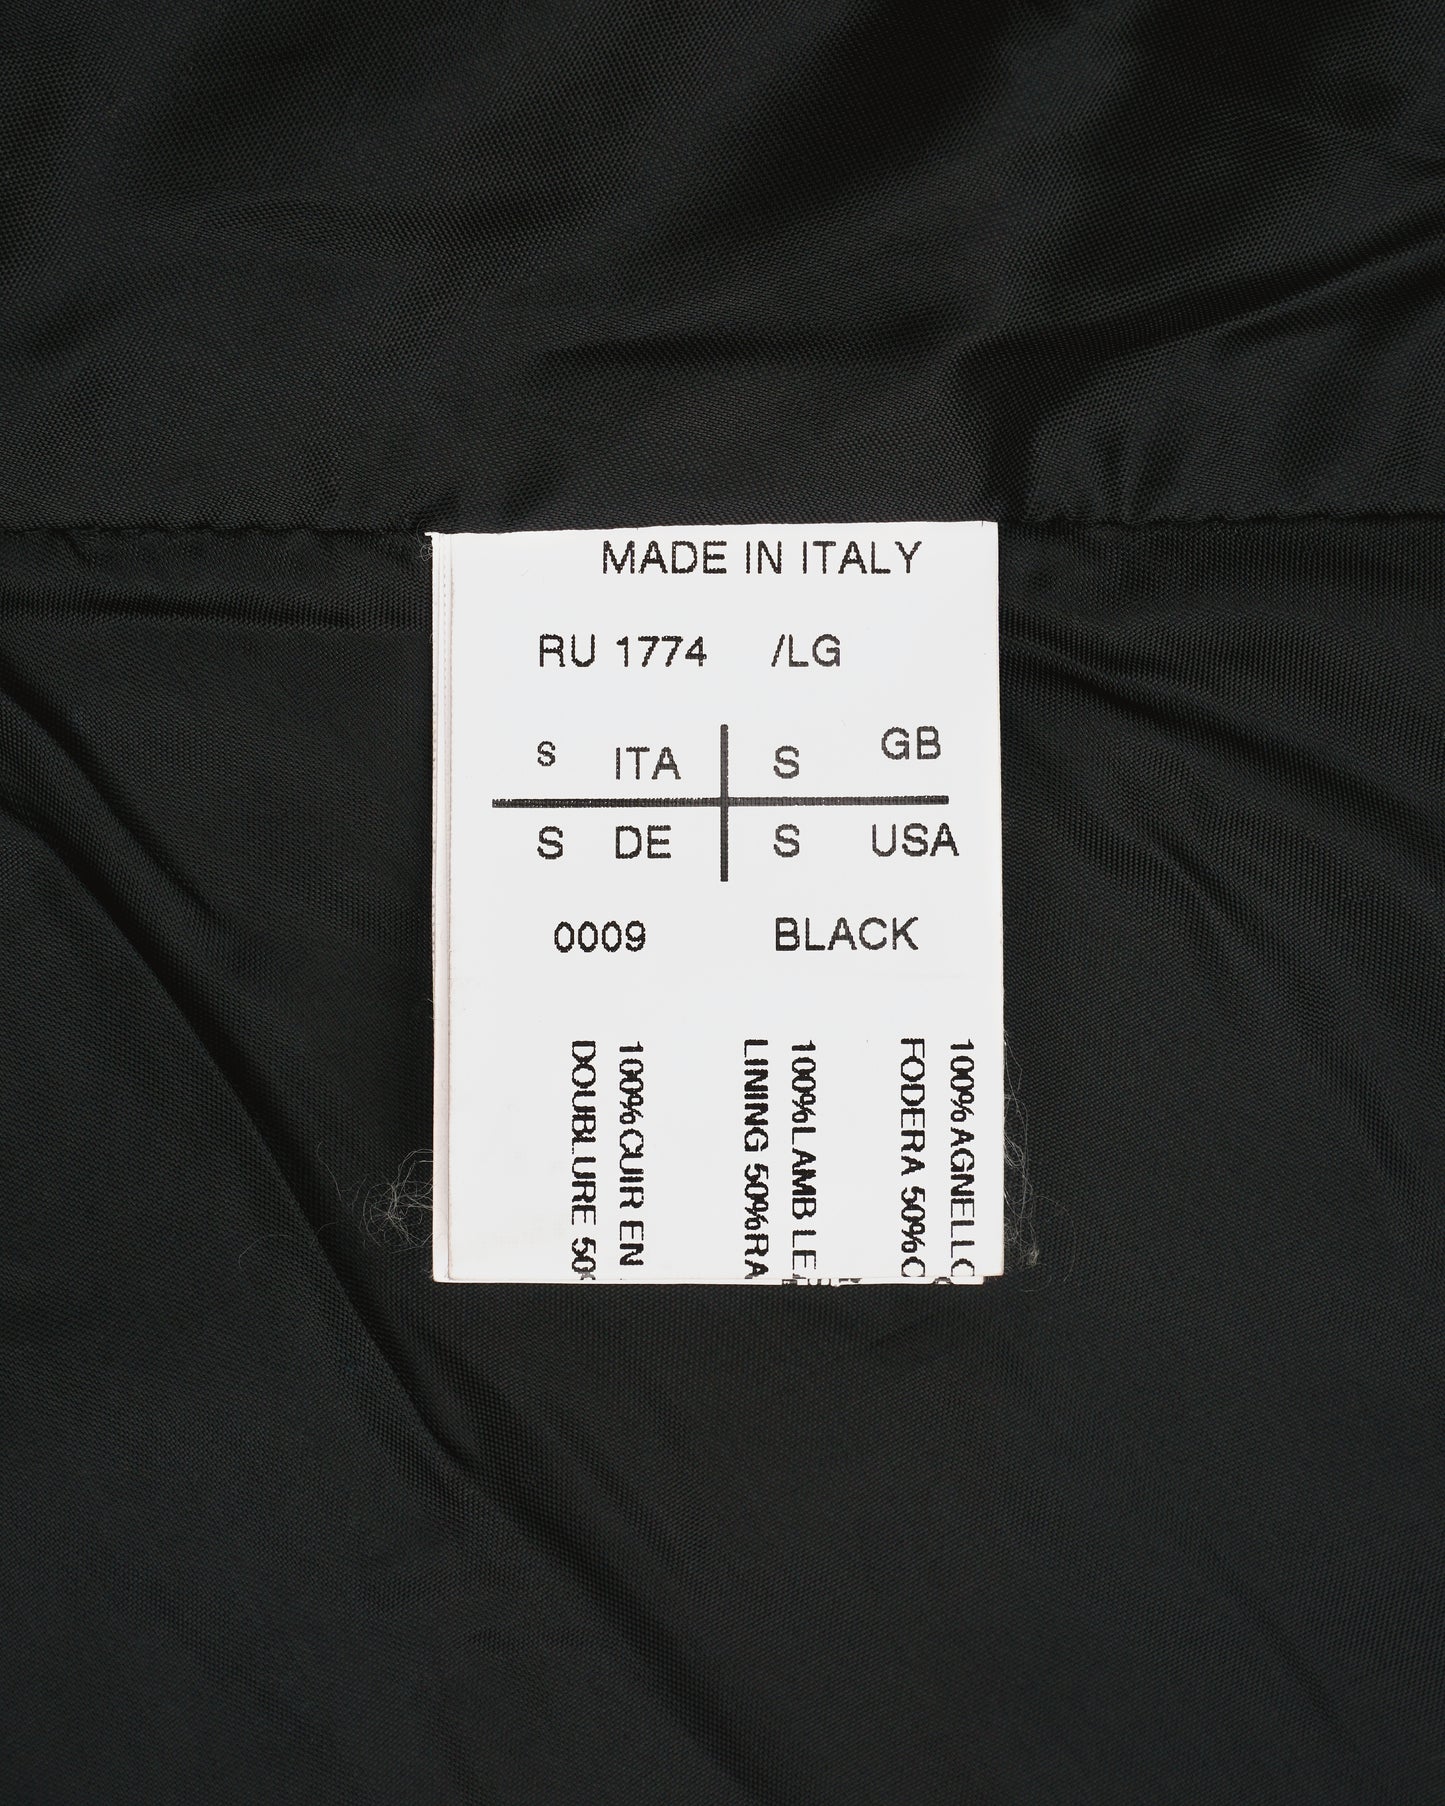 MADE IN ITALY
RU 1774 /LG
S ITA S GB
S DE S USA
0009 BLACK
100%AGNELLO
FODERA 50%C
100%LAMB LE
LINING 50%RA
100%CUIR EN
DOUBLURE 50%